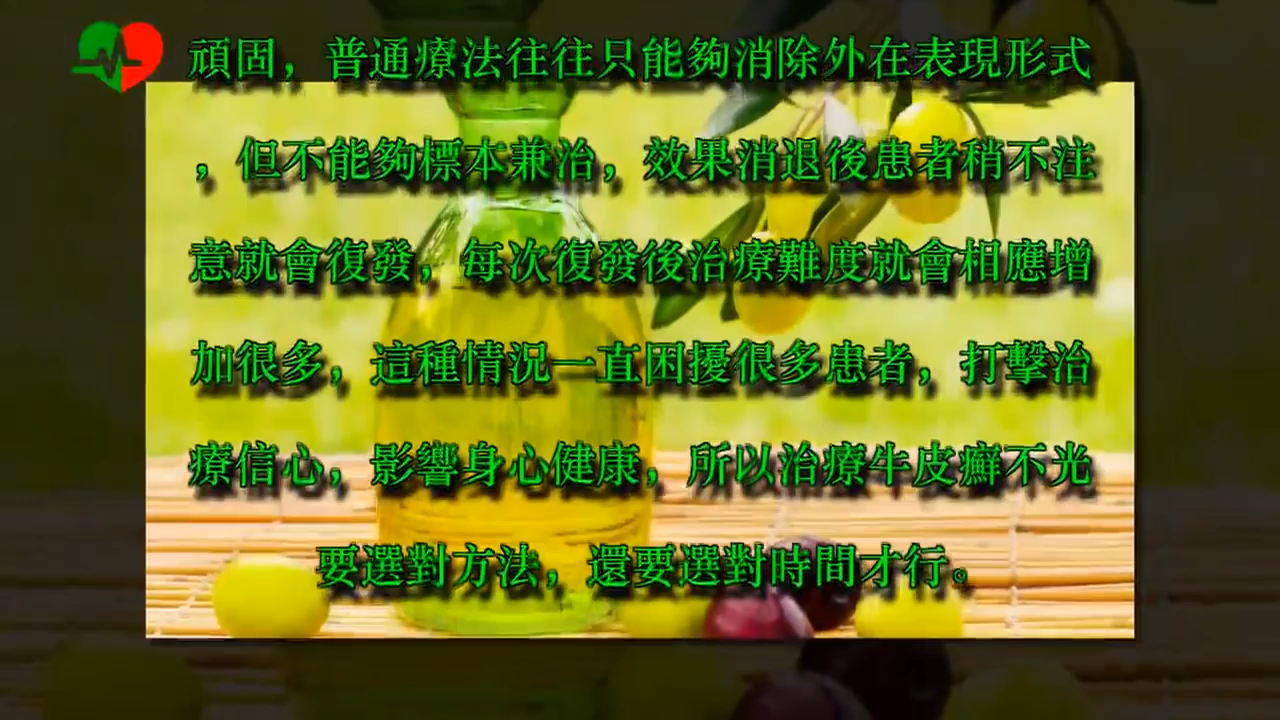 頑固，普通療法往往只能夠消除外在表現形式
，但不能夠標本兼治，效果消退後患者稍不注
意就會復發，每次復發後治療難度就會相應增
加很多，這種情況一直困擾很多患者，打擊治
療信心，影響身心健康，所以治療牛皮癬不光
要選對方法，還要選對時間才行。